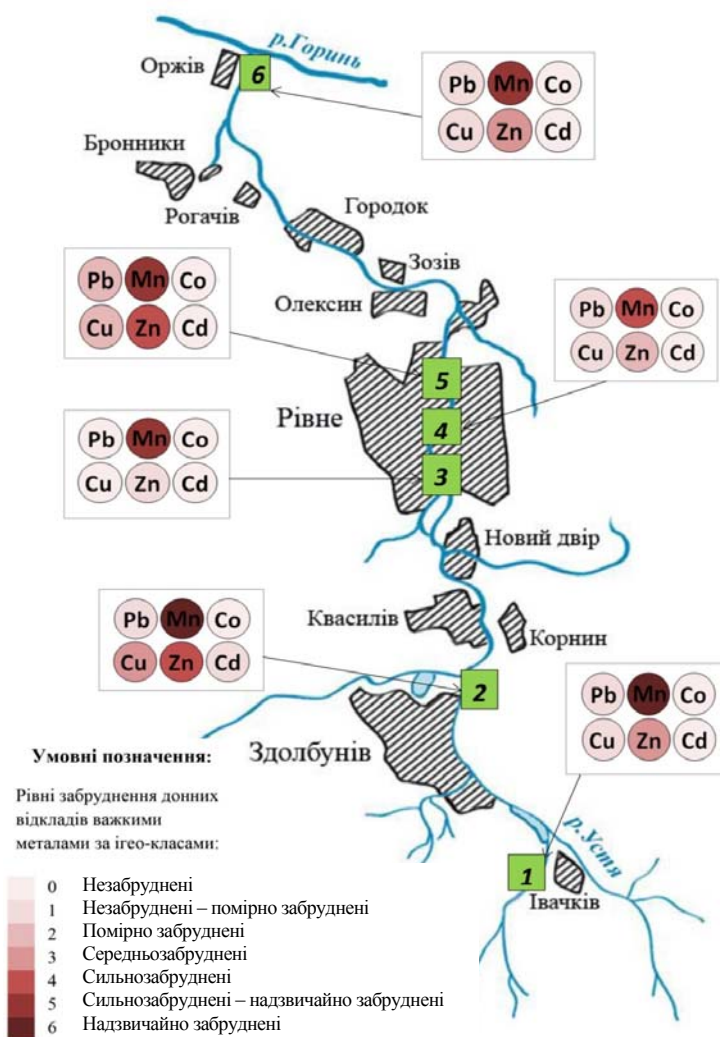 р.Горинь
Оржів
6
Pb Mn Co
Cu Zn Cd
Бронники
Рогачів
Городок
Зозів
Олексин
Pb Mn Co
Cu Zn Cd
Pb Mn Co
Cu Zn Cd
5
Рівне
4
3
Pb Mn Co
Cu Zn Cd
Новий двір
Квасилів
Корнин
Pb Mn Co
Cu Zn Cd
2
Pb Mn Co
Cu Zn Cd
Здолбунів
р.Устя
1
Івачків
Умовні позначення:
Рівні забруднення донних
відкладів важкими
металами за ігео-класами:
0 Незабруднені
1 Незабруднені – помірно забруднені
2 Помірно забруднені
3 Середньозабруднені
4 Сильнозабруднені
5 Сильнозабруднені – надзвичайно забруднені
6 Надзвичайно забруднені